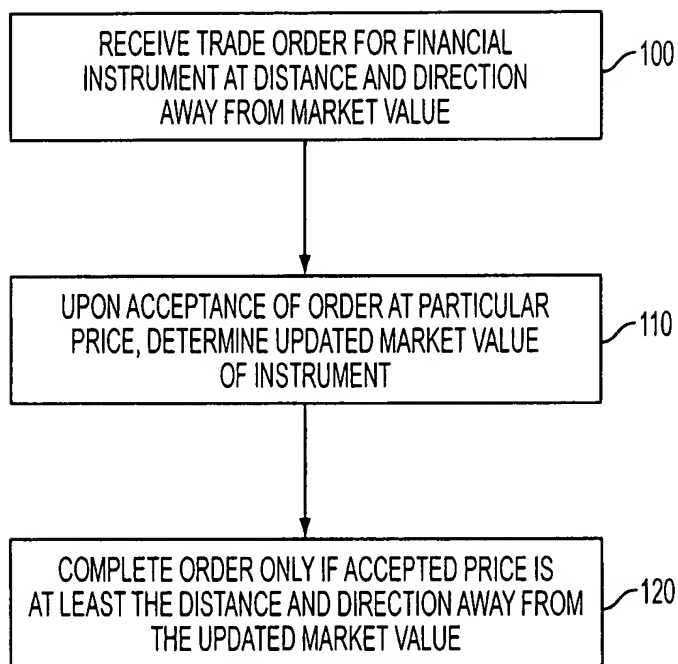 RECEIVE TRADE ORDER FOR FINANCIAL
INSTRUMENT AT DISTANCE AND DIRECTION
AWAY FROM MARKET VALUE
100
UPON ACCEPTANCE OF ORDER AT PARTICULAR
PRICE, DETERMINE UPDATED MARKET VALUE
OF INSTRUMENT
110
COMPLETE ORDER ONLY IF ACCEPTED PRICE IS
AT LEAST THE DISTANCE AND DIRECTION AWAY FROM
THE UPDATED MARKET VALUE
120